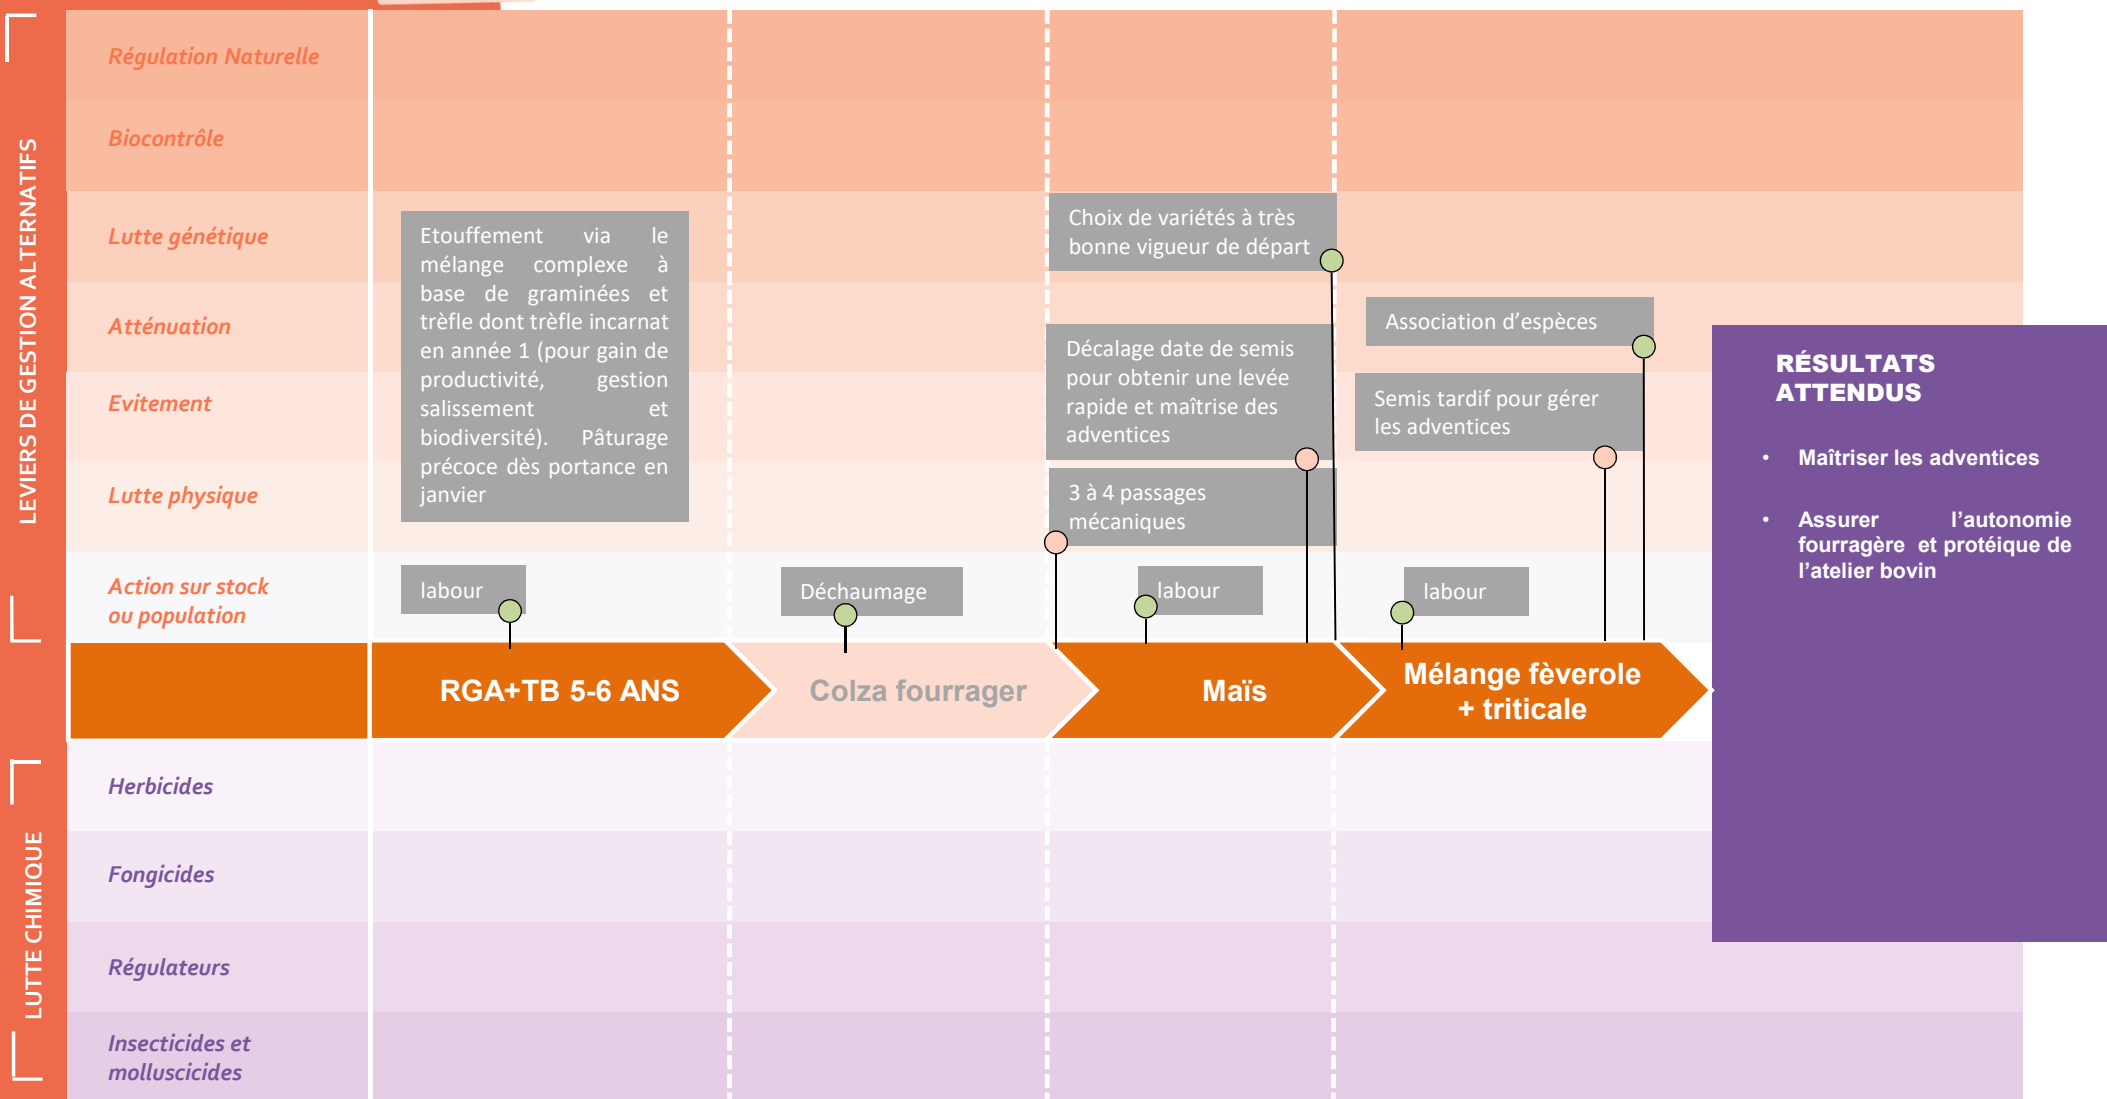 LEVIERS DE GESTION ALTERNATIFS
Régulation Naturelle
Biocontrôle
Lutte génétique
Atténuation
Evitement
Lutte physique
Action sur stock
ou population
Etouffement via le
mélange complexe à
base de graminées et
trèfle dont trèfle incarnat
en année 1 (pour gain de
productivité, gestion
salissement et
biodiversité). Pâturage
précoce dès portance en
janvier
labour
Déchaumage
Choix de variétés à très
bonne vigueur de départ
Décalage date de semis
pour obtenir une levée
rapide et maîtrise des
adventices
3 à 4 passages
mécaniques
labour
Association d'espèces
Semis tardif pour gérer
les adventices
labour
RGA+TB 5-6 ANS
Colza fourrager
Maïs
Mélange fèverole
+ triticale
RÉSULTATS
ATTENDUS
• Maîtriser les adventices
• Assurer l'autonomie
fourragère et protéique de
l'atelier bovin
LUTTE CHIMIQUE
Herbicides
Fongicides
Régulateurs
Insecticides et
molluscicides